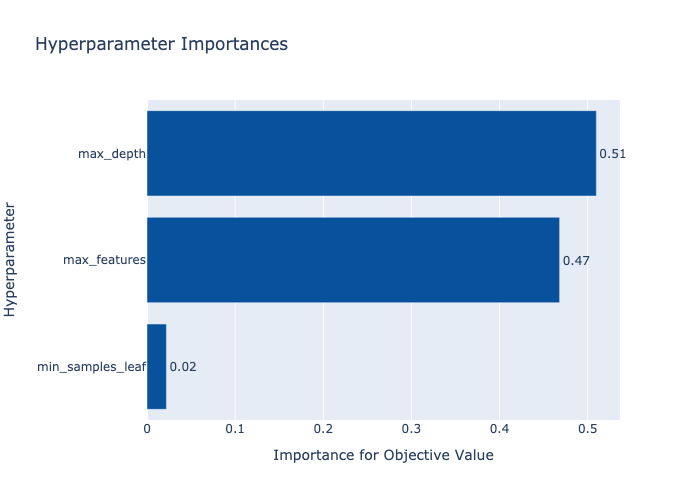 Hyperparameter Importances
Hyperparameter
max_depth
0.51
max_features
0.47
min_samples_leaf
0.02
0 0.1 0.2 0.3 0.4 0.5
Importance for Objective Value